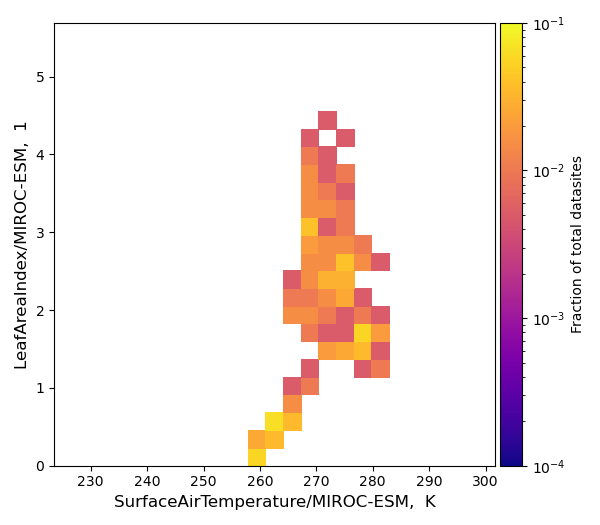 5
4
3
2
1
0
230 240 250 260 270 280 290 300
SurfaceAirTemperature/MIROC-ESM,  K
LeafAreaIndex/MIROC-ESM,  1
10⁻¹
10⁻²
10⁻³
10⁻⁴
Fraction of total datasites